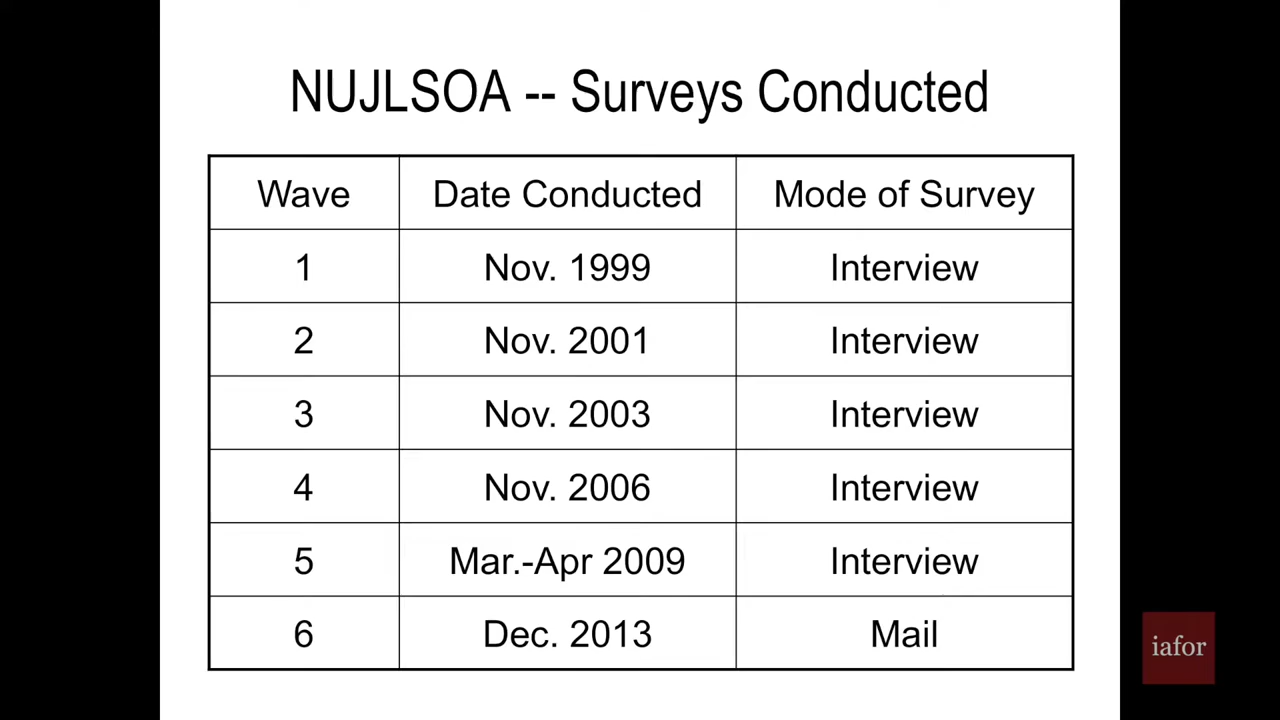 NUJLSOA -- Surveys Conducted
Wave Date Conducted Mode of Survey
1 Nov. 1999 Interview
2 Nov. 2001 Interview
3 Nov. 2003 Interview
4 Nov. 2006 Interview
5 Mar.-Apr 2009 Interview
6 Dec. 2013 Mail
iafor